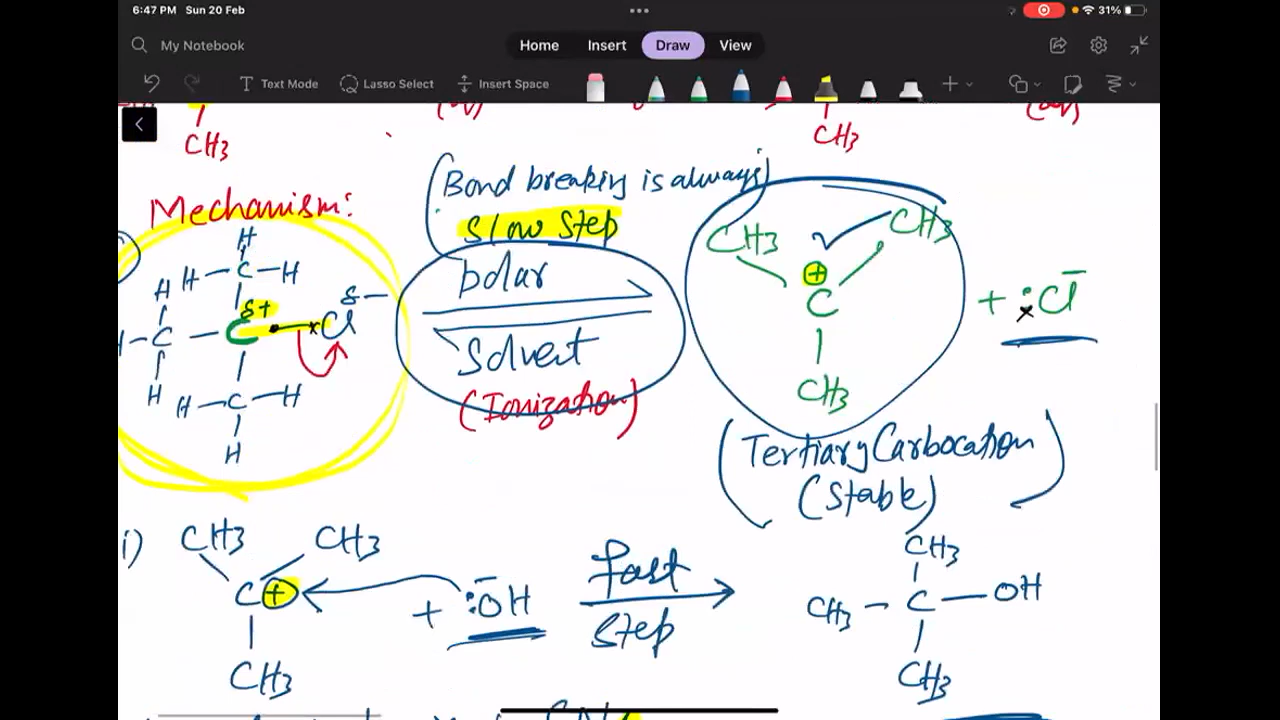 6:47 PM Sun 20 Feb
31%
My Notebook
Home Insert Draw View
Text Mode Lasso Select Insert Space
CH3
CH3
(Bond breaking is always)
Mechanism:
Slow Step
H
H-C-H
polar
CH3 CH3
+
C
+ :Cl-
H δ+ δ-
-C-C-Cl
H
Solvent
(Ionization)
H-C-H
H
CH3
(Tertiary Carbocation
(Stable)
i) CH3 CH3
C+
+ :OH-
fast
Step
CH3
CH3
CH3-C-OH
CH3